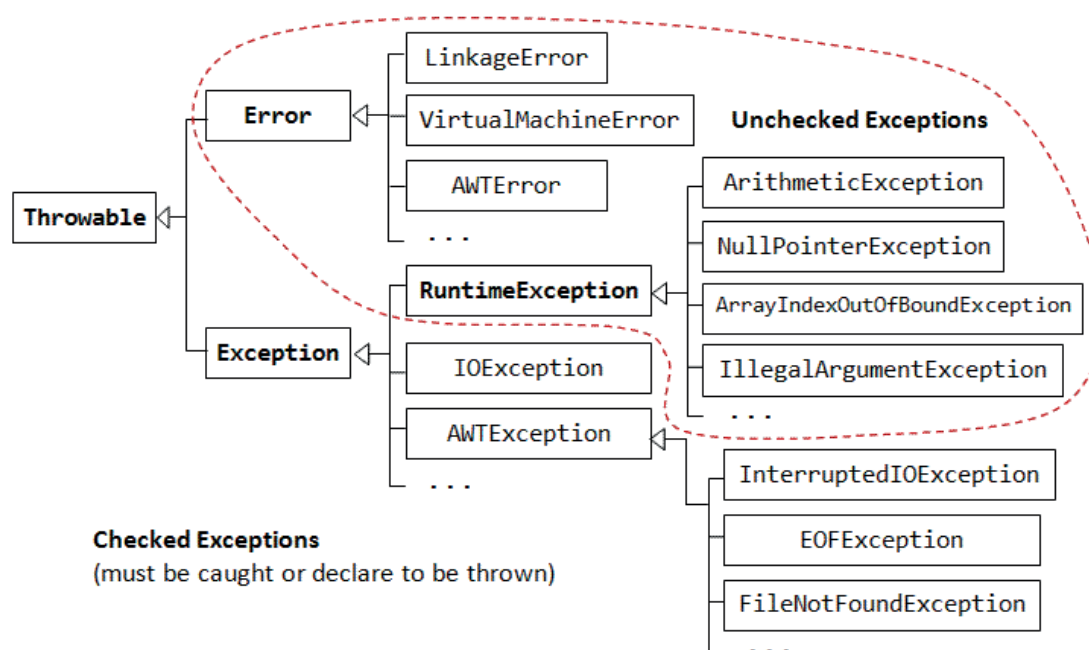 LinkageError
Error
VirtualMachineError
Unchecked Exceptions
AWTError
ArithmeticException
Throwable
...
NullPointerException
RuntimeException
ArrayIndexOutOfBoundException
Exception
IOException
IllegalArgumentException
...
AWTException
...
InterruptedIOException
Checked Exceptions
EOFException
(must be caught or declare to be thrown)
FileNotFoundException
...